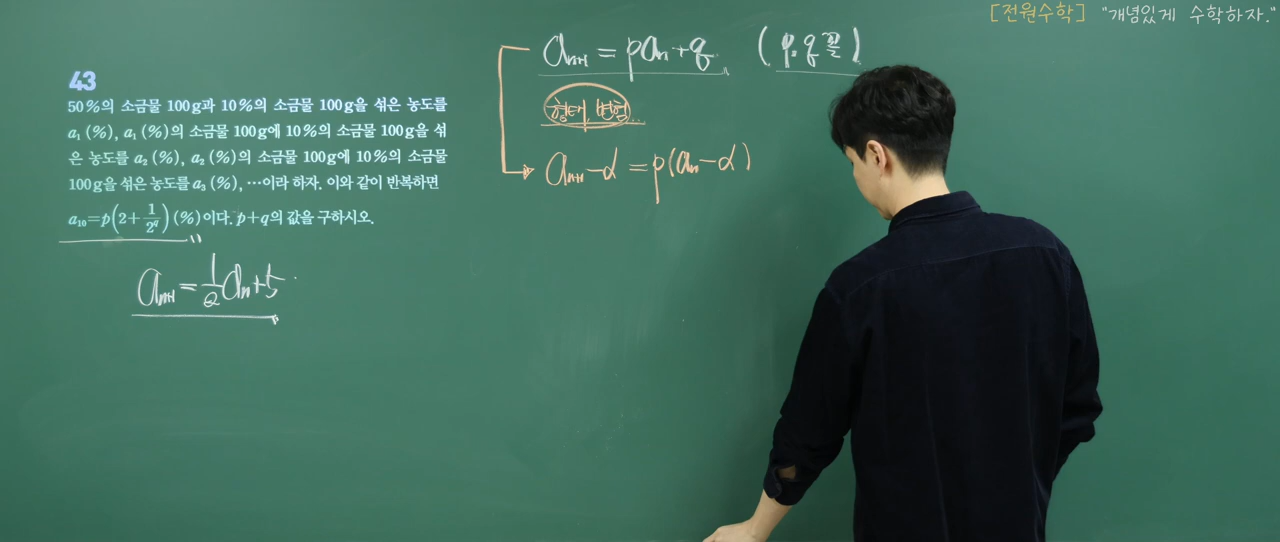 [전원수학] "개념있게 수학하자."
43
50%의 소금물 100g과 10%의 소금물 100g을 섞은 농도를
a₁(%), a₁(%)의 소금물 100g에 10%의 소금물 100g을 섞
은 농도를 a₂(%), a₂(%)의 소금물 100g에 10%의 소금물
100g을 섞은 농도를 a₃(%), …이라 하자. 이와 같이 반복하면
a₁₀=p(2+1/2^q)(%)이다. p+q의 값을 구하시오.
aₙ₊₁=1/2aₙ+5
aₙ₊₁=paₙ+q (p.q꼴)
형태 변형..
aₙ₊₁-α=p(aₙ-α)